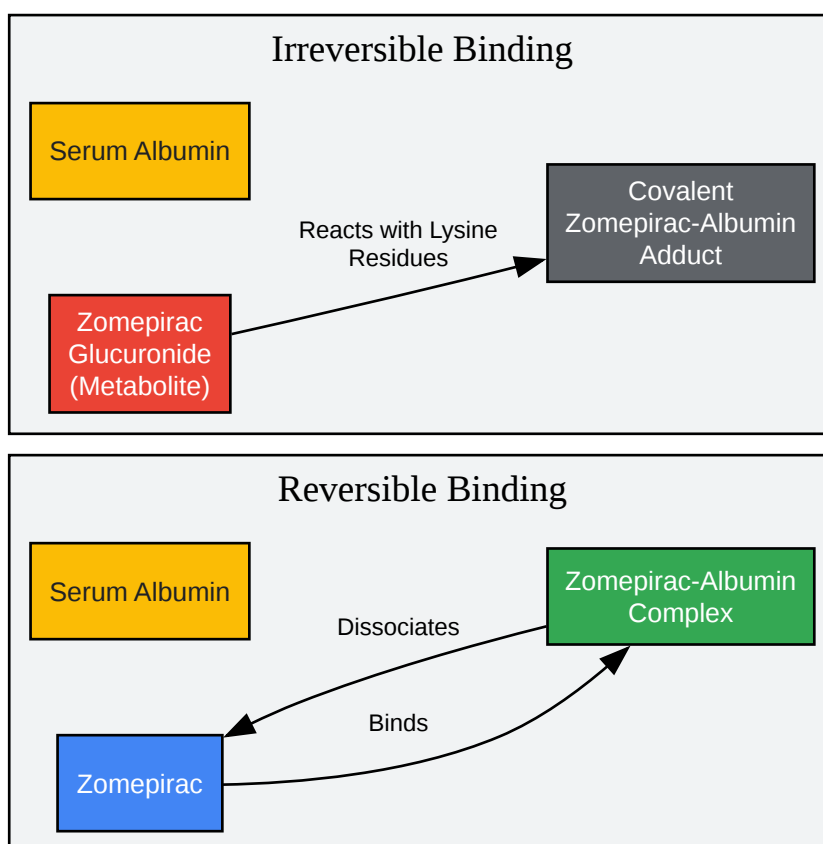 Irreversible Binding
Serum Albumin
Covalent
Zomepirac-Albumin
Adduct
Reacts with Lysine
Residues
Zomepirac
Glucuronide
(Metabolite)
Reversible Binding
Serum Albumin
Zomepirac-Albumin
Complex
Dissociates
Binds
Zomepirac